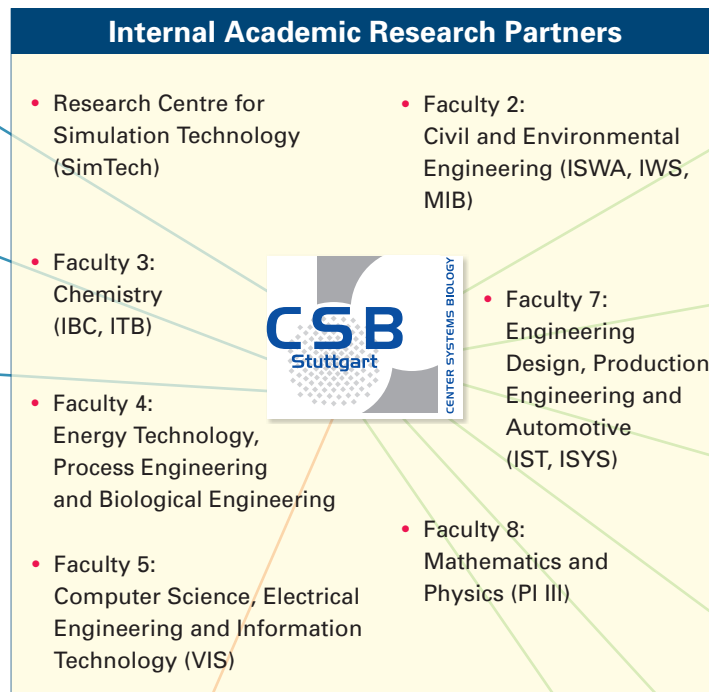 Internal Academic Research Partners
• Research Centre for
Simulation Technology
(SimTech)
• Faculty 3:
Chemistry
(IBC, ITB)
• Faculty 4:
Energy Technology,
Process Engineering
and Biological Engineering
• Faculty 5:
Computer Science, Electrical
Engineering and Information
Technology (VIS)
CSB
Stuttgart
CENTER SYSTEMS BIOLOGY
• Faculty 2:
Civil and Environmental
Engineering (ISWA, IWS,
MIB)
• Faculty 7:
Engineering
Design, Production
Engineering and
Automotive
(IST, ISYS)
• Faculty 8:
Mathematics and
Physics (PI III)